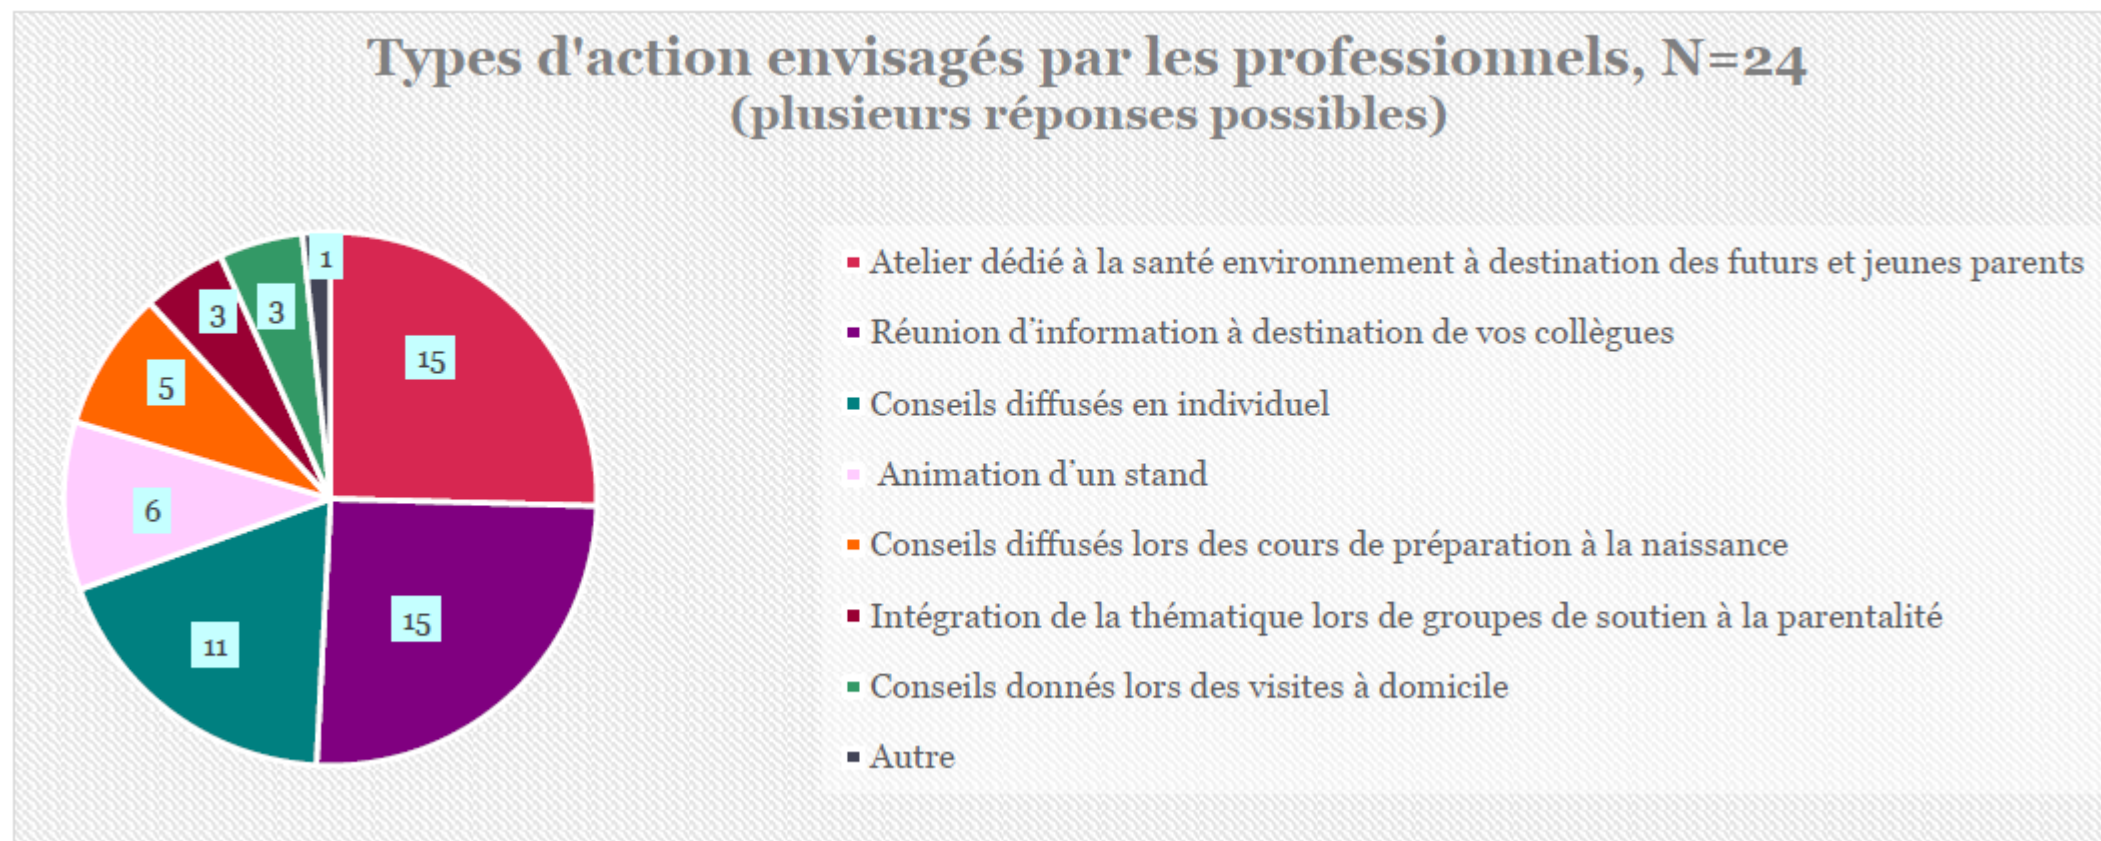 Types d'action envisagés par les professionnels, N=24
(plusieurs réponses possibles)
1
3
3
15
5
6
11
15
Atelier dédié à la santé environnement à destination des futurs et jeunes parents
Réunion d’information à destination de vos collègues
Conseils diffusés en individuel
Animation d’un stand
Conseils diffusés lors des cours de préparation à la naissance
Intégration de la thématique lors de groupes de soutien à la parentalité
Conseils donnés lors des visites à domicile
Autre